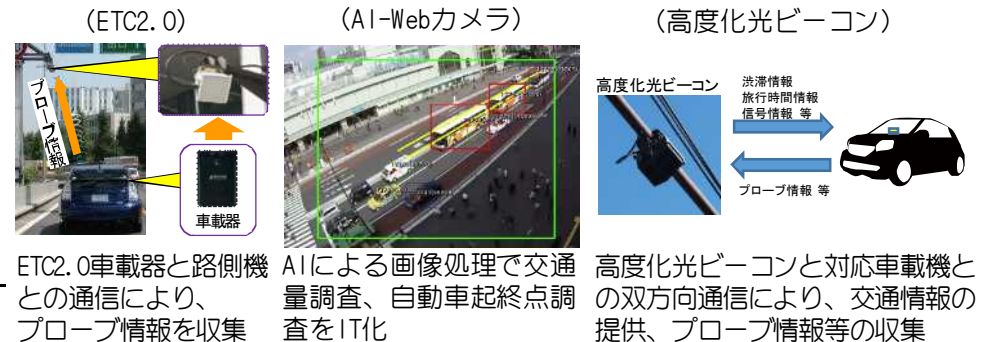 (ETC2.0)
プローブ情報
車載器
ETC2.0車載器と路側機
との通信により、
プローブ情報を収集
(AI-Webカメラ)
AIによる画像処理で交通
量調査、自動車起終点調
査をIT化
(高度化光ビーコン)
高度化光ビーコン
渋滞情報
旅行時間情報
信号情報 等
プローブ情報 等
高度化光ビーコンと対応車載機と
の双方向通信により、交通情報の
提供、プローブ情報等の収集